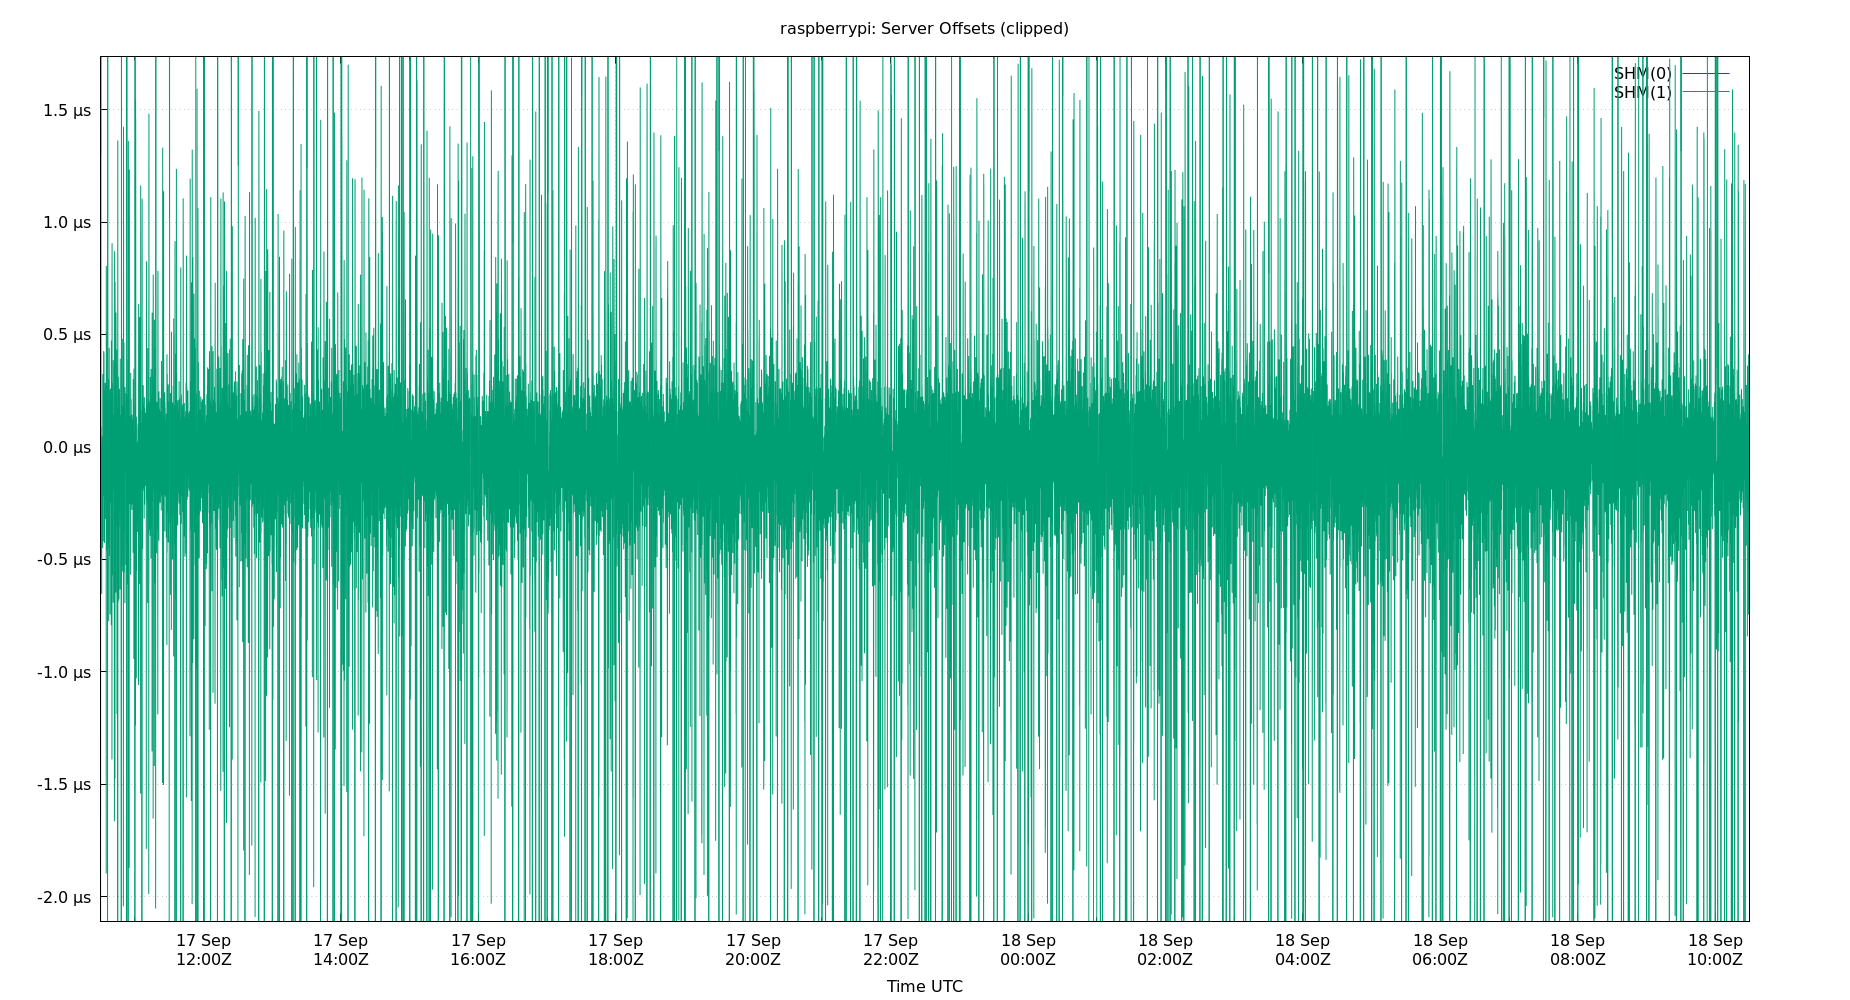 raspberrypi: Server Offsets (clipped)
SHM(0)
SHM(1)
1.5 µs
1.0 µs
0.5 µs
0.0 µs
-0.5 µs
-1.0 µs
-1.5 µs
-2.0 µs
17 Sep 17 Sep 17 Sep 17 Sep 17 Sep 17 Sep 18 Sep 18 Sep 18 Sep 18 Sep 18 Sep 18 Sep
12:00Z 14:00Z 16:00Z 18:00Z 20:00Z 22:00Z 00:00Z 02:00Z 04:00Z 06:00Z 08:00Z 10:00Z
Time UTC